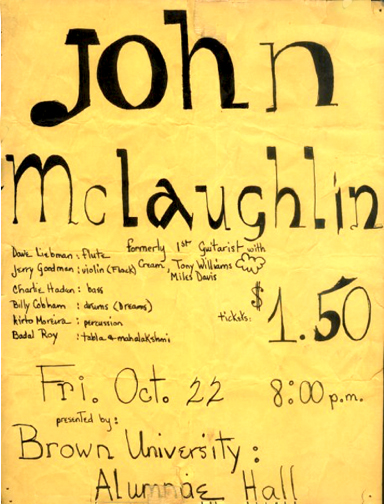 John
McLaughlin
formerly 1st Guitarist with
Cream, Tony Williams
Miles Davis
Dave Liebman : Flute
Jerry Goodman : violin (Flock)
Charlie Haden : bass
Billy Cobham : drums (Dreams)
Airto Moreira : percussion
Badal Roy : tabla & mahalakshmi
tickets: $1.50
Fri. Oct. 22 8:00 p.m.
presented by:
Brown University :
Alumnae Hall